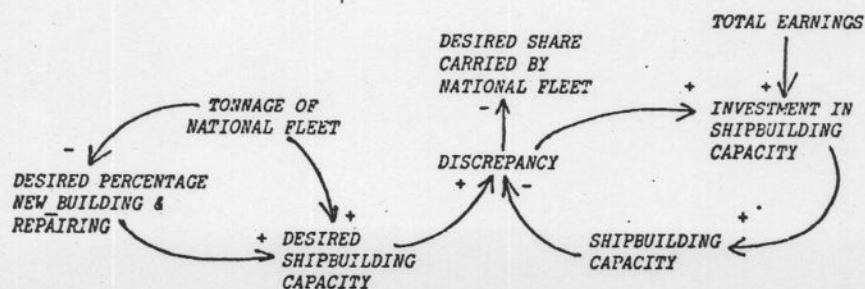 TOTAL EARNINGS
DESIRED SHARE
CARRIED BY
NATIONAL FLEET
-
+ +
INVESTMENT IN
SHIPBUILDING
CAPACITY
TONNAGE OF
NATIONAL FLEET
-
DISCREPANCY
+ -
DESIRED PERCENTAGE
NEW BUILDING &
REPAIRING
+
+ DESIRED
SHIPBUILDING
CAPACITY
+
SHIPBUILDING
CAPACITY